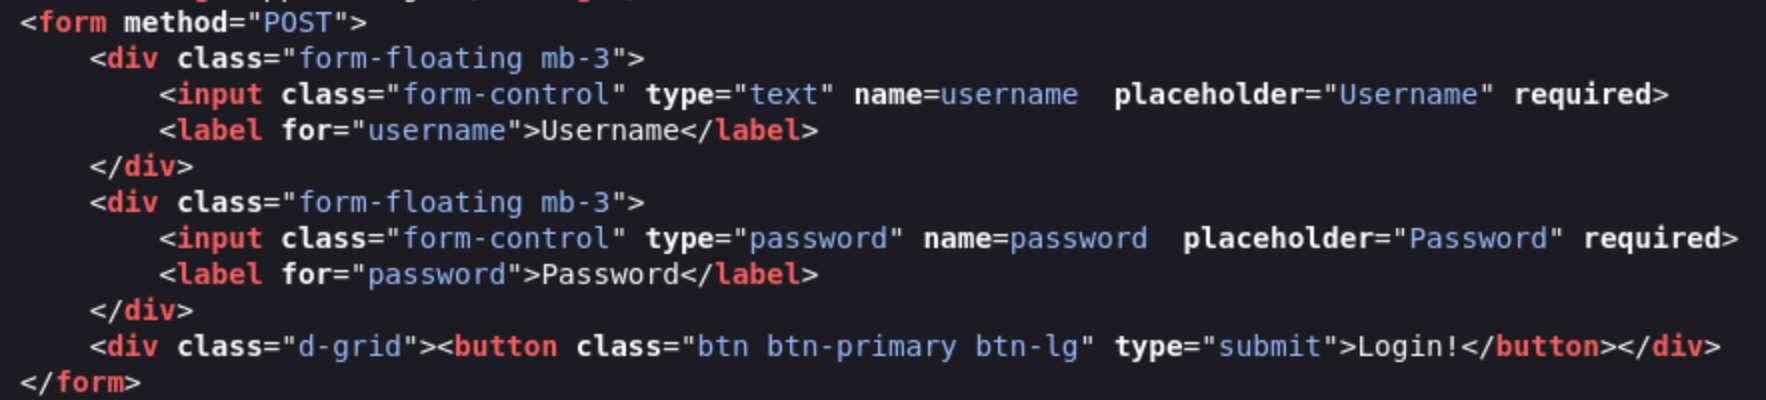 <form method="POST">
    <div class="form-floating mb-3">
        <input class="form-control" type="text" name=username  placeholder="Username" required>
        <label for="username">Username</label>
    </div>
    <div class="form-floating mb-3">
        <input class="form-control" type="password" name=password  placeholder="Password" required>
        <label for="password">Password</label>
    </div>
    <div class="d-grid"><button class="btn btn-primary btn-lg" type="submit">Login!</button></div>
</form>